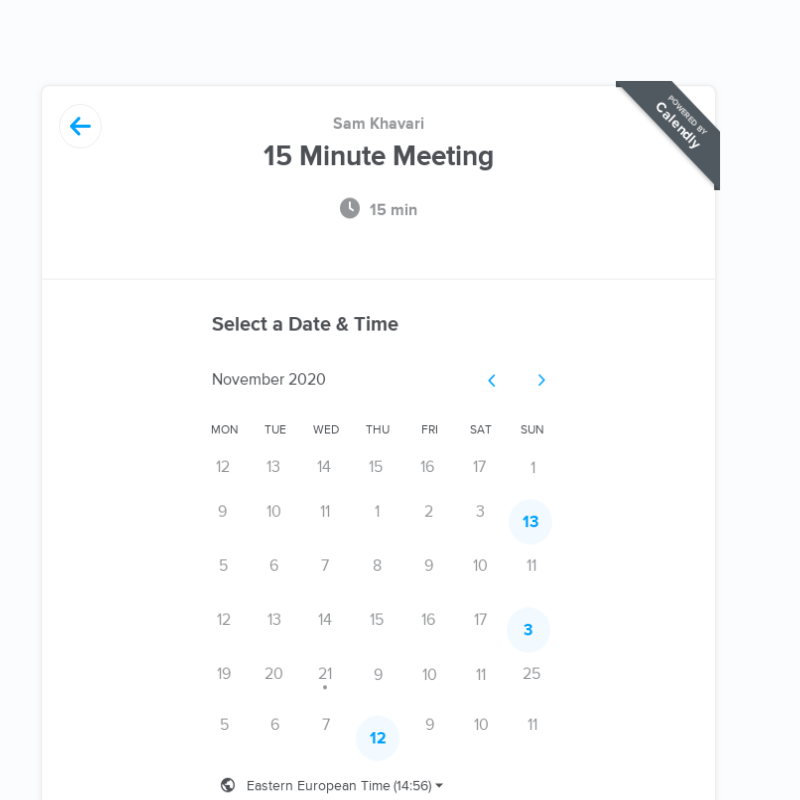 POWERED BY
Calendly
Sam Khavari
15 Minute Meeting
15 min
Select a Date & Time
November 2020
MON TUE WED THU FRI SAT SUN
12 13 14 15 16 17 1
9 10 11 1 2 3 13
5 6 7 8 9 10 11
12 13 14 15 16 17 3
19 20 21 9 10 11 25
5 6 7 12 9 10 11
Eastern European Time (14:56)